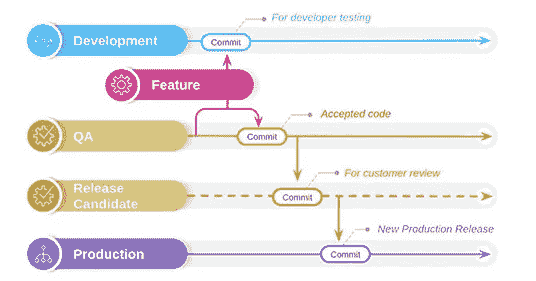 For developer testing
Development
Commit
Feature
Accepted code
QA
Commit
For customer review
Release
Candidate
Commit
New Production Release
Production
Commit